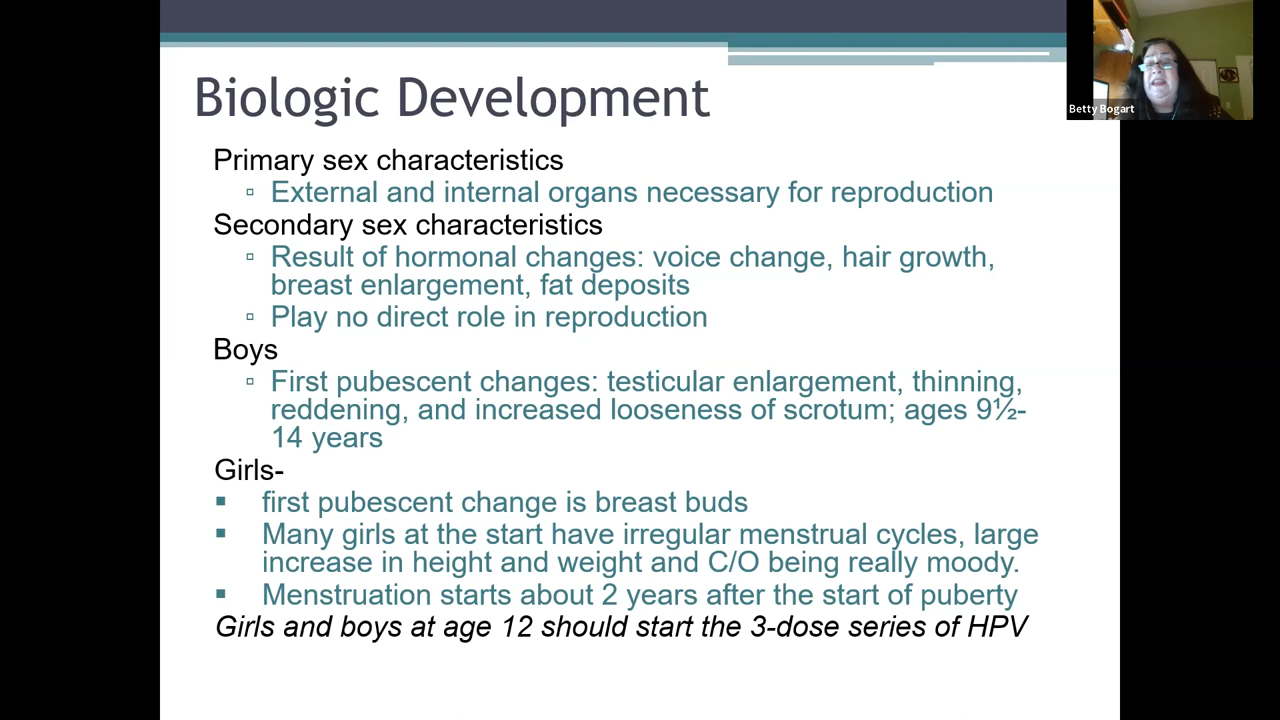 Biologic Development
Betty Bogart
Primary sex characteristics
▫ External and internal organs necessary for reproduction
Secondary sex characteristics
▫ Result of hormonal changes: voice change, hair growth,
breast enlargement, fat deposits
▫ Play no direct role in reproduction
Boys
▫ First pubescent changes: testicular enlargement, thinning,
reddening, and increased looseness of scrotum; ages 9½-
14 years
Girls-
▪ first pubescent change is breast buds
▪ Many girls at the start have irregular menstrual cycles, large
increase in height and weight and C/O being really moody.
▪ Menstruation starts about 2 years after the start of puberty
Girls and boys at age 12 should start the 3-dose series of HPV